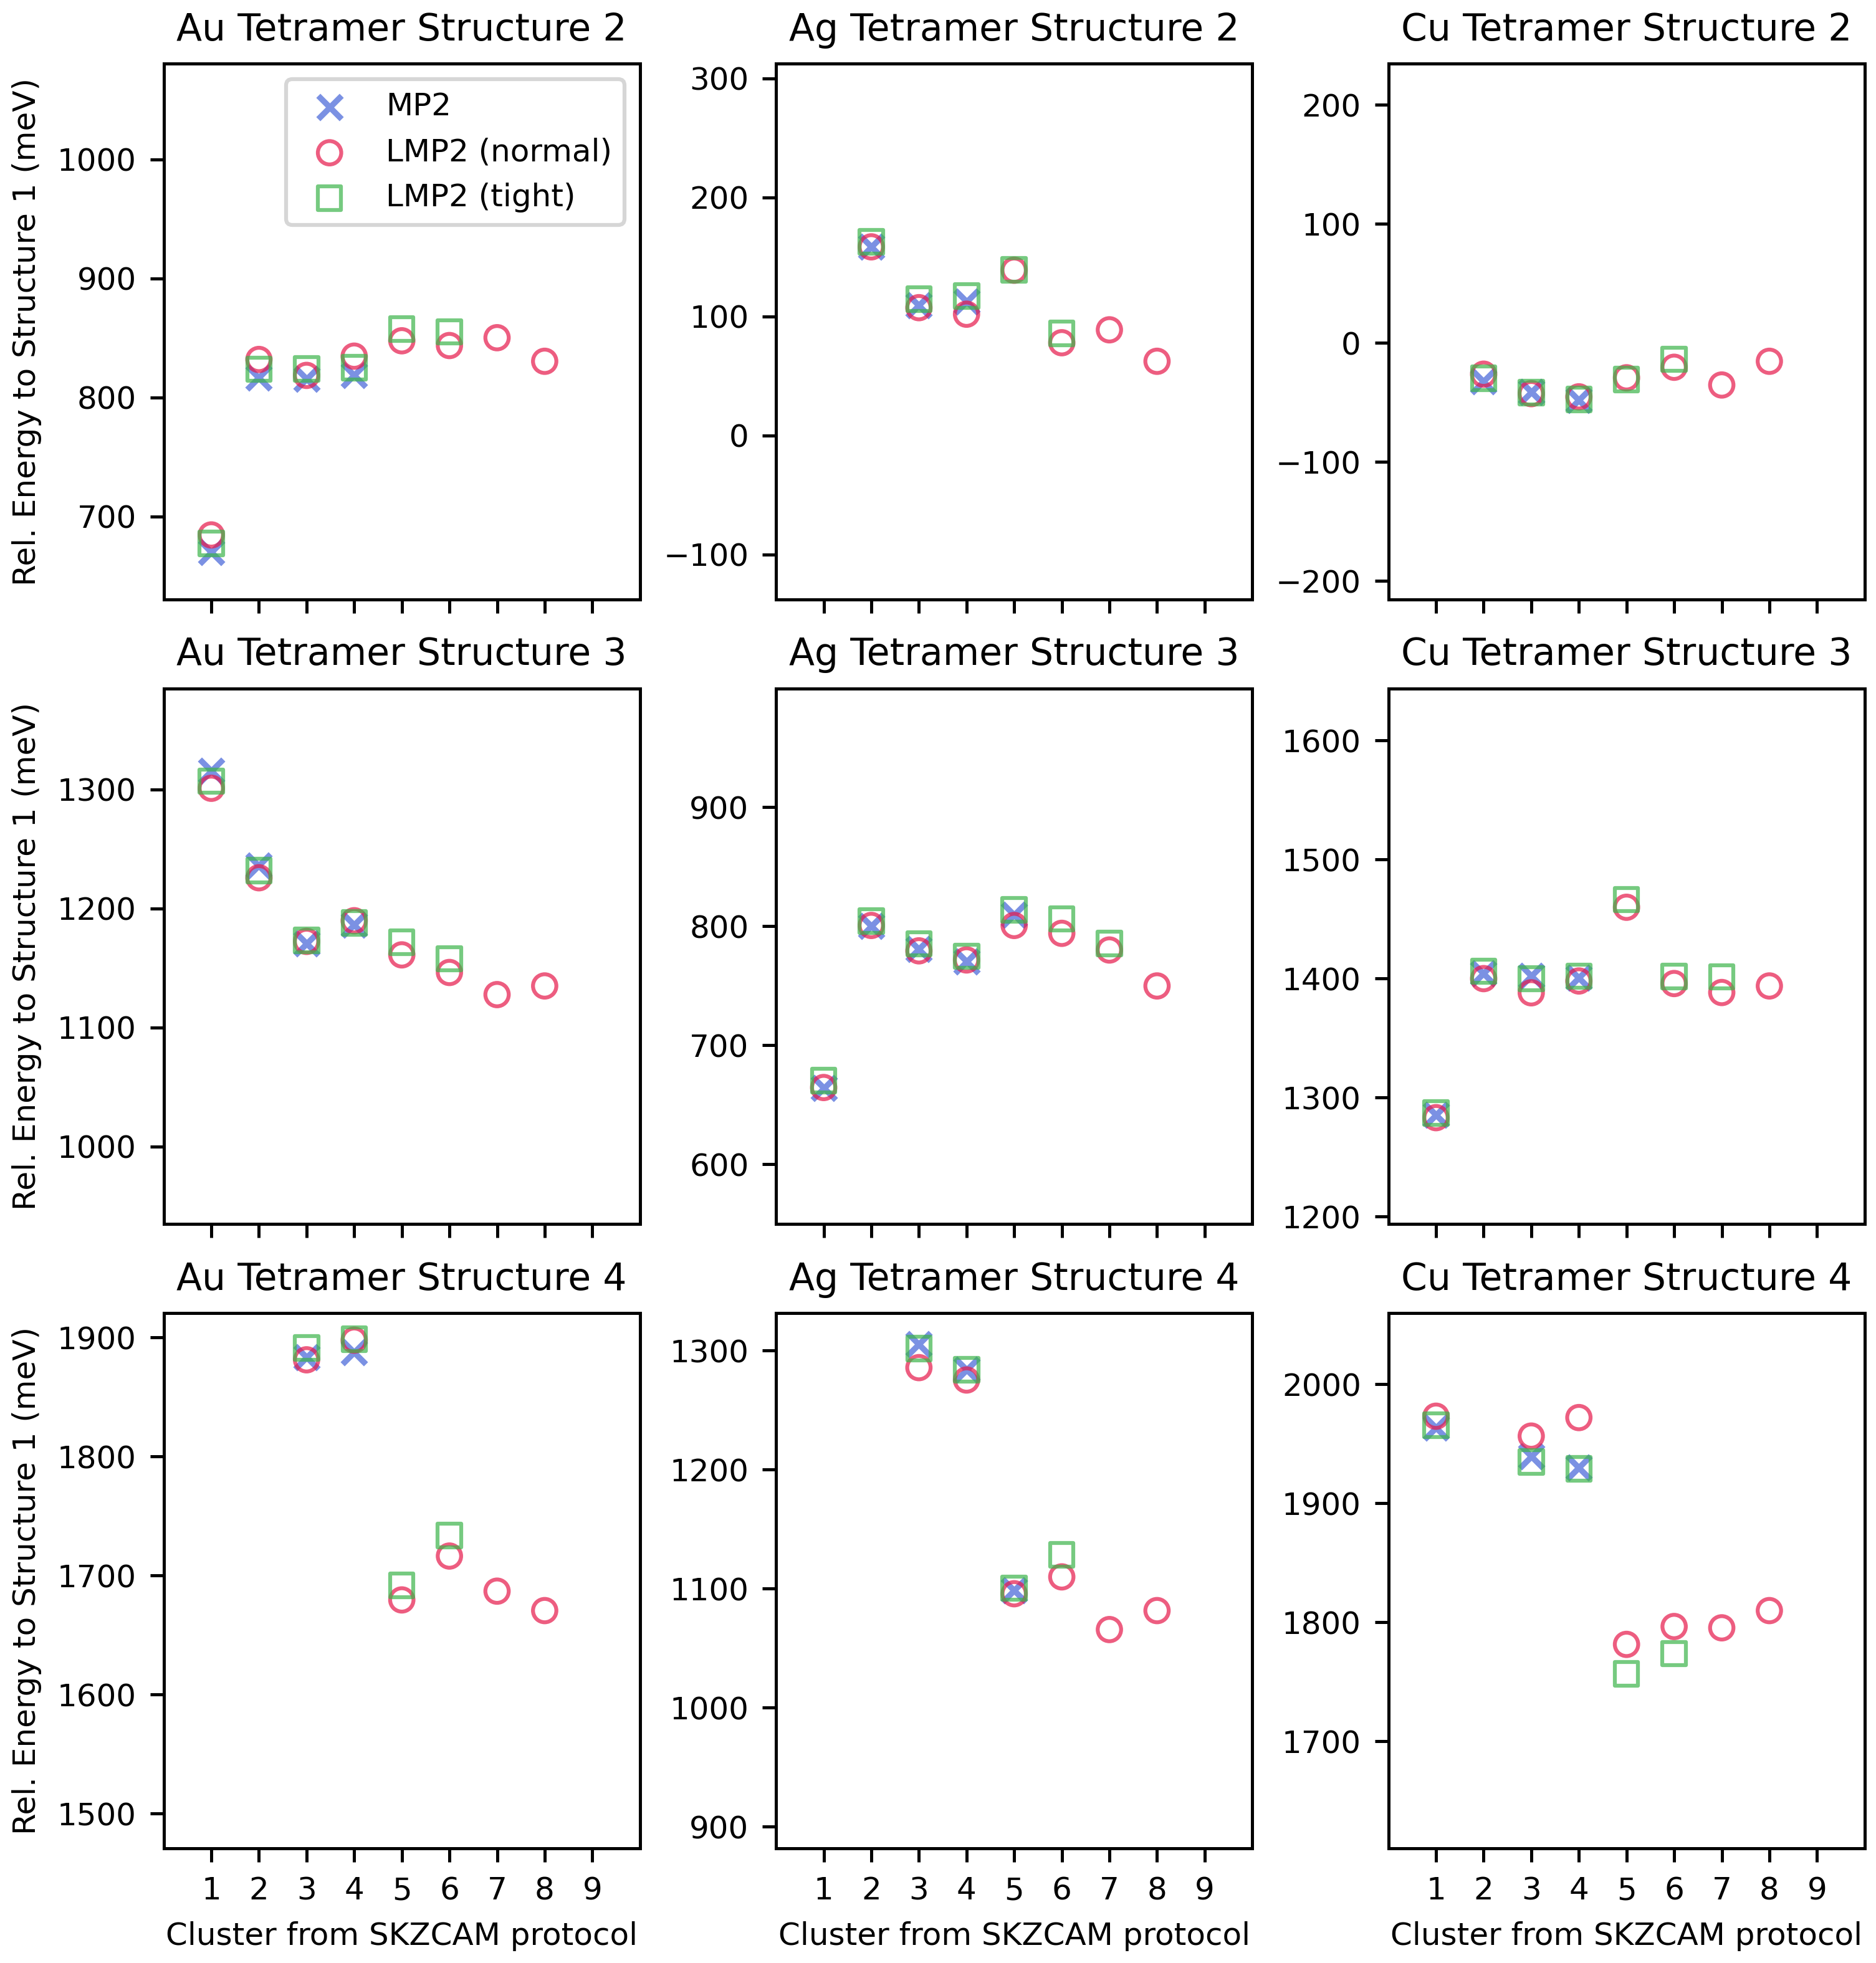 Au Tetramer Structure 2
Ag Tetramer Structure 2
Cu Tetramer Structure 2
Rel. Energy to Structure 1 (meV)
1000
900
800
700
MP2
LMP2 (normal)
LMP2 (tight)
300
200
100
0
−100
200
100
0
−100
−200
Au Tetramer Structure 3
Ag Tetramer Structure 3
Cu Tetramer Structure 3
Rel. Energy to Structure 1 (meV)
1300
1200
1100
1000
900
800
700
600
1600
1500
1400
1300
1200
Au Tetramer Structure 4
Ag Tetramer Structure 4
Cu Tetramer Structure 4
Rel. Energy to Structure 1 (meV)
1900
1800
1700
1600
1500
1300
1200
1100
1000
900
2000
1900
1800
1700
1 2 3 4 5 6 7 8 9
1 2 3 4 5 6 7 8 9
1 2 3 4 5 6 7 8 9
Cluster from SKZCAM protocol
Cluster from SKZCAM protocol
Cluster from SKZCAM protocol